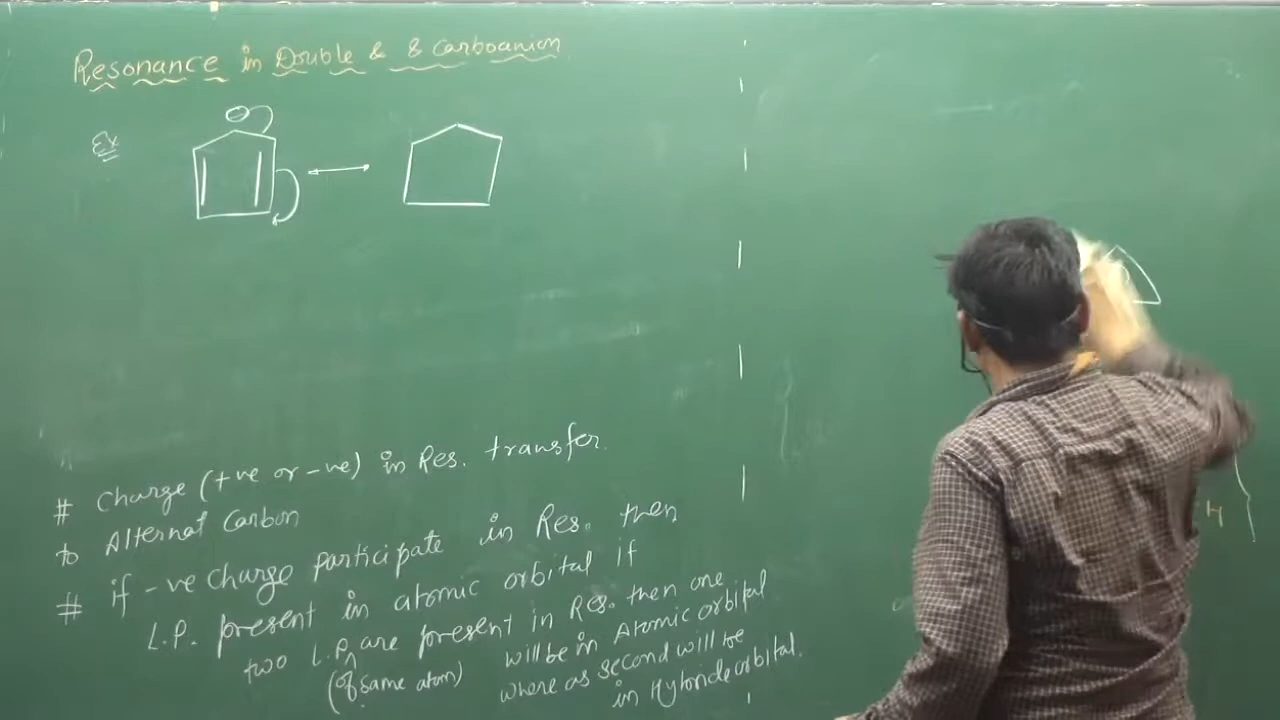 Resonance in Double & & Carboanion
Ex
⊖
# Charge (+ve or -ve) in Res. transfer.
to Alternat Carbon
# if -ve charge participate in Res. then
L.P. present in atomic orbital if
two L.P. are present in Res. then one
(of same atom) will be in Atomic orbital
where as second will be
in Hybride orbital.
H